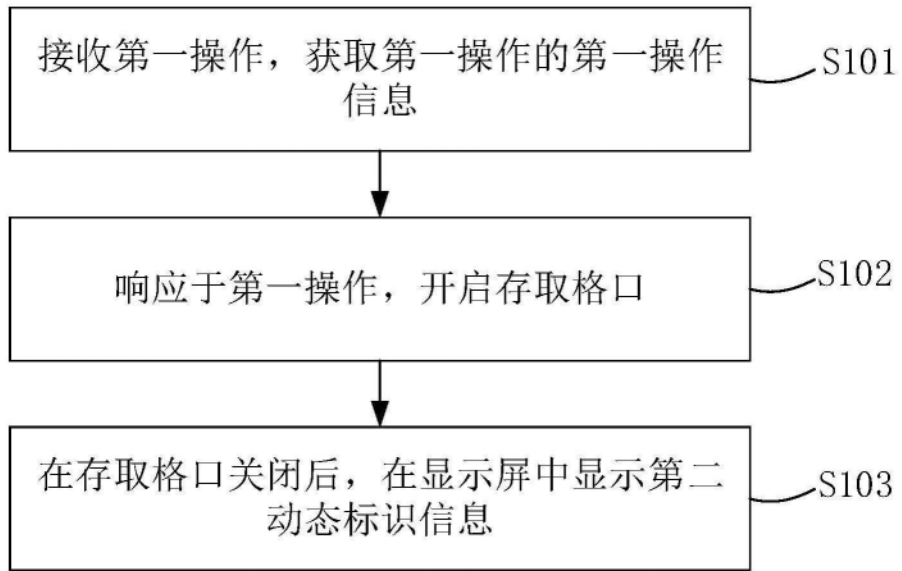 接收第一操作，获取第一操作的第一操作
信息
S101
响应于第一操作，开启存取格口
S102
在存取格口关闭后，在显示屏中显示第二
动态标识信息
S103